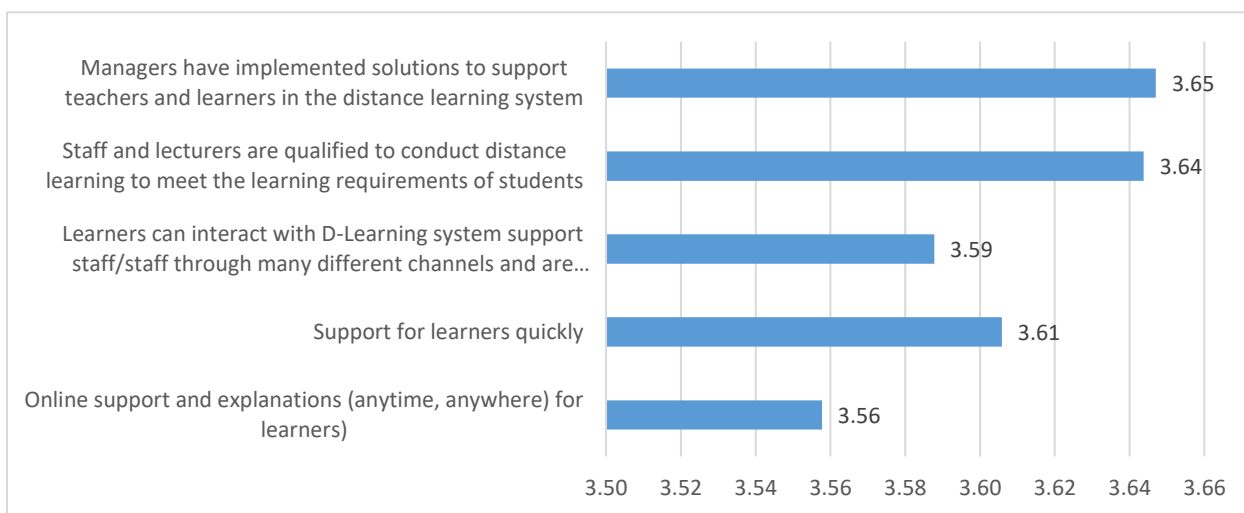 Managers have implemented solutions to support
teachers and learners in the distance learning system
3.65
Staff and lecturers are qualified to conduct distance
learning to meet the learning requirements of students
3.64
Learners can interact with D-Learning system support
staff/staff through many different channels and are...
3.59
Support for learners quickly
3.61
Online support and explanations (anytime, anywhere) for
learners)
3.56
3.50 3.52 3.54 3.56 3.58 3.60 3.62 3.64 3.66